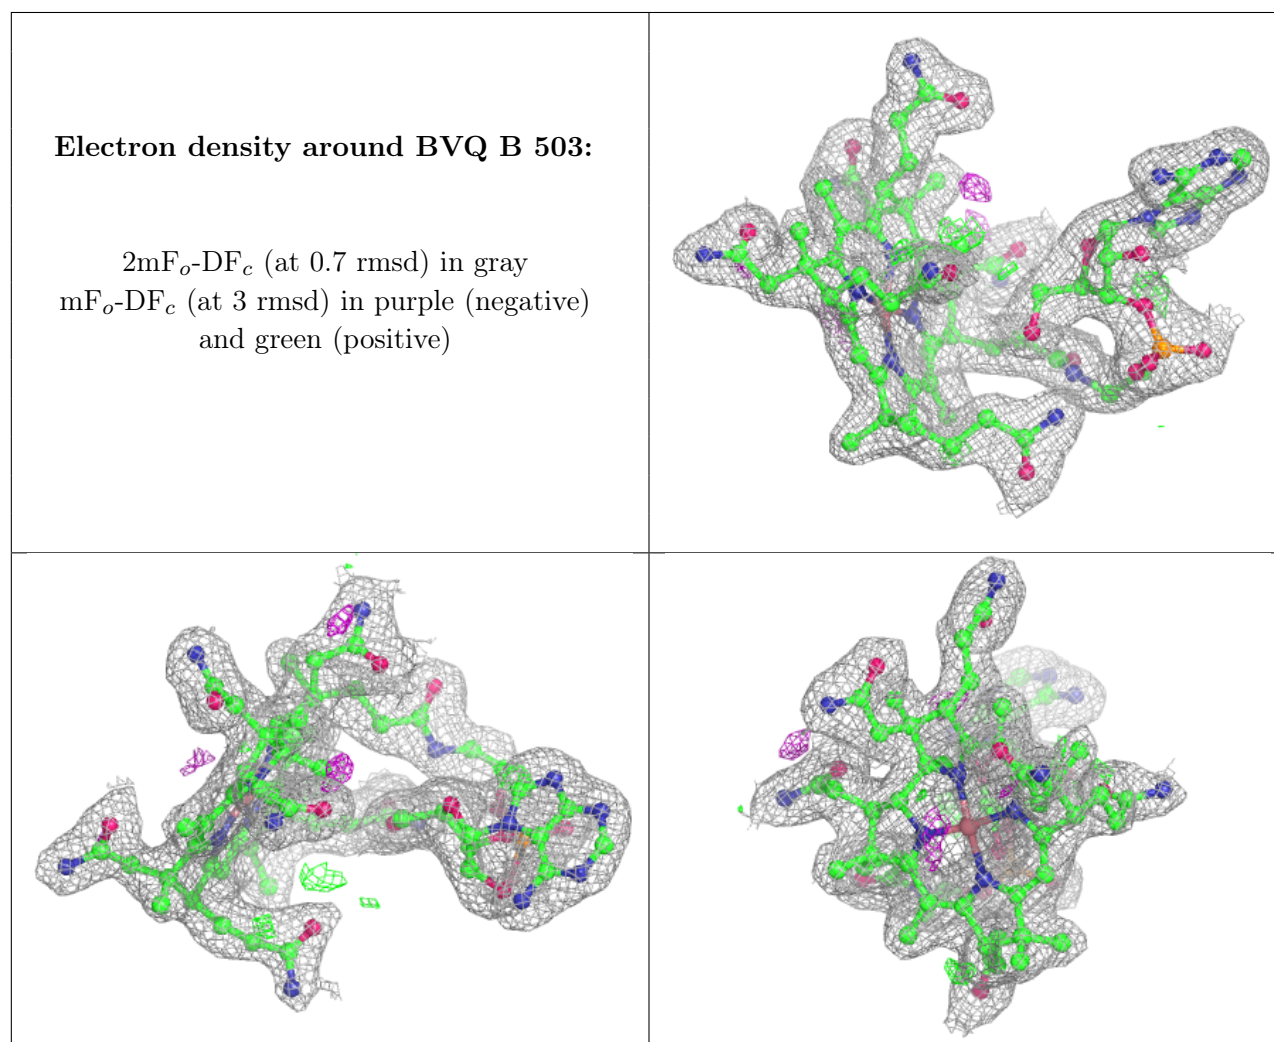 Electron density around BVQ B 503:
2mFₒ-DF𝒸 (at 0.7 rmsd) in gray
mFₒ-DF𝒸 (at 3 rmsd) in purple (negative)
and green (positive)